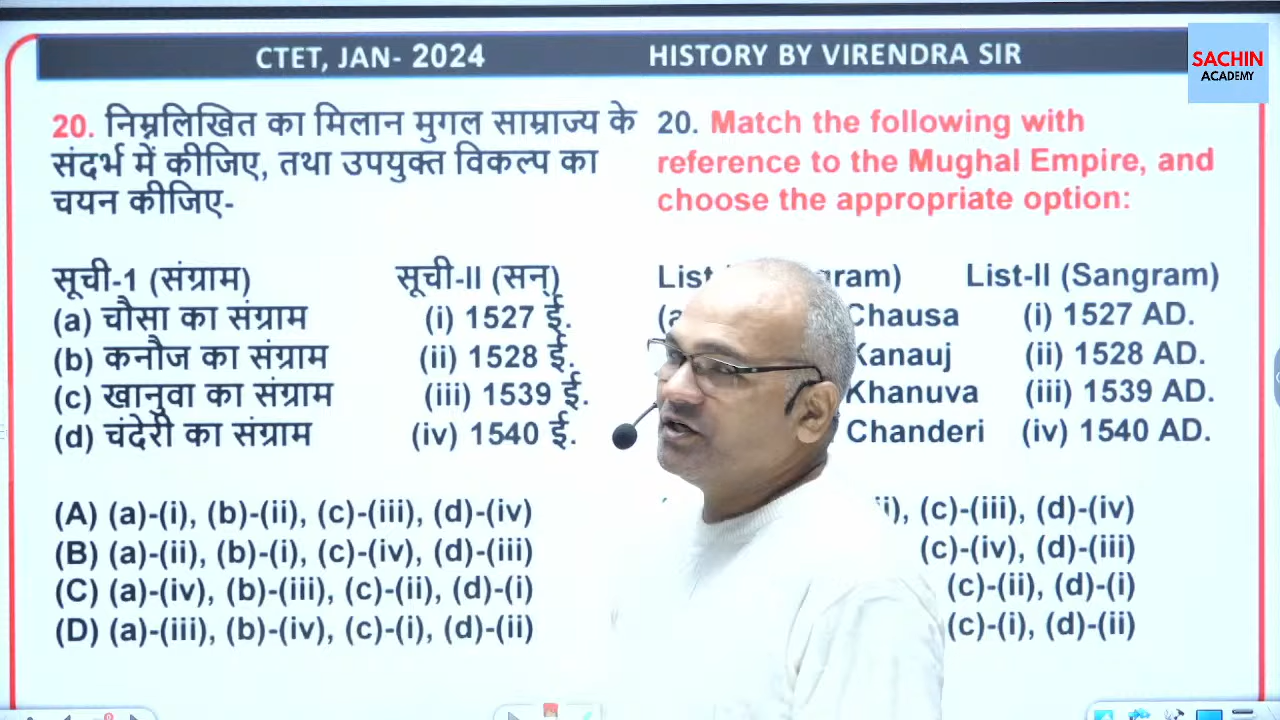 CTET, JAN- 2024
HISTORY BY VIRENDRA SIR
SACHIN
ACADEMY
20. निम्नलिखित का मिलान मुगल साम्राज्य के
संदर्भ में कीजिए, तथा उपयुक्त विकल्प का
चयन कीजिए-
सूची-1 (संग्राम) सूची-II (सन्)
(a) चौसा का संग्राम (i) 1527 ई.
(b) कनौज का संग्राम (ii) 1528 ई.
(c) खानुवा का संग्राम (iii) 1539 ई.
(d) चंदेरी का संग्राम (iv) 1540 ई.
(A) (a)-(i), (b)-(ii), (c)-(iii), (d)-(iv)
(B) (a)-(ii), (b)-(i), (c)-(iv), (d)-(iii)
(C) (a)-(iv), (b)-(iii), (c)-(ii), (d)-(i)
(D) (a)-(iii), (b)-(iv), (c)-(i), (d)-(ii)
20. Match the following with
reference to the Mughal Empire, and
choose the appropriate option:
List-II (Sangram)
Chausa (i) 1527 AD.
Kanauj (ii) 1528 AD.
Khanuva (iii) 1539 AD.
Chanderi (iv) 1540 AD.
(c)-(iii), (d)-(iv)
(c)-(iv), (d)-(iii)
(c)-(ii), (d)-(i)
(c)-(i), (d)-(ii)